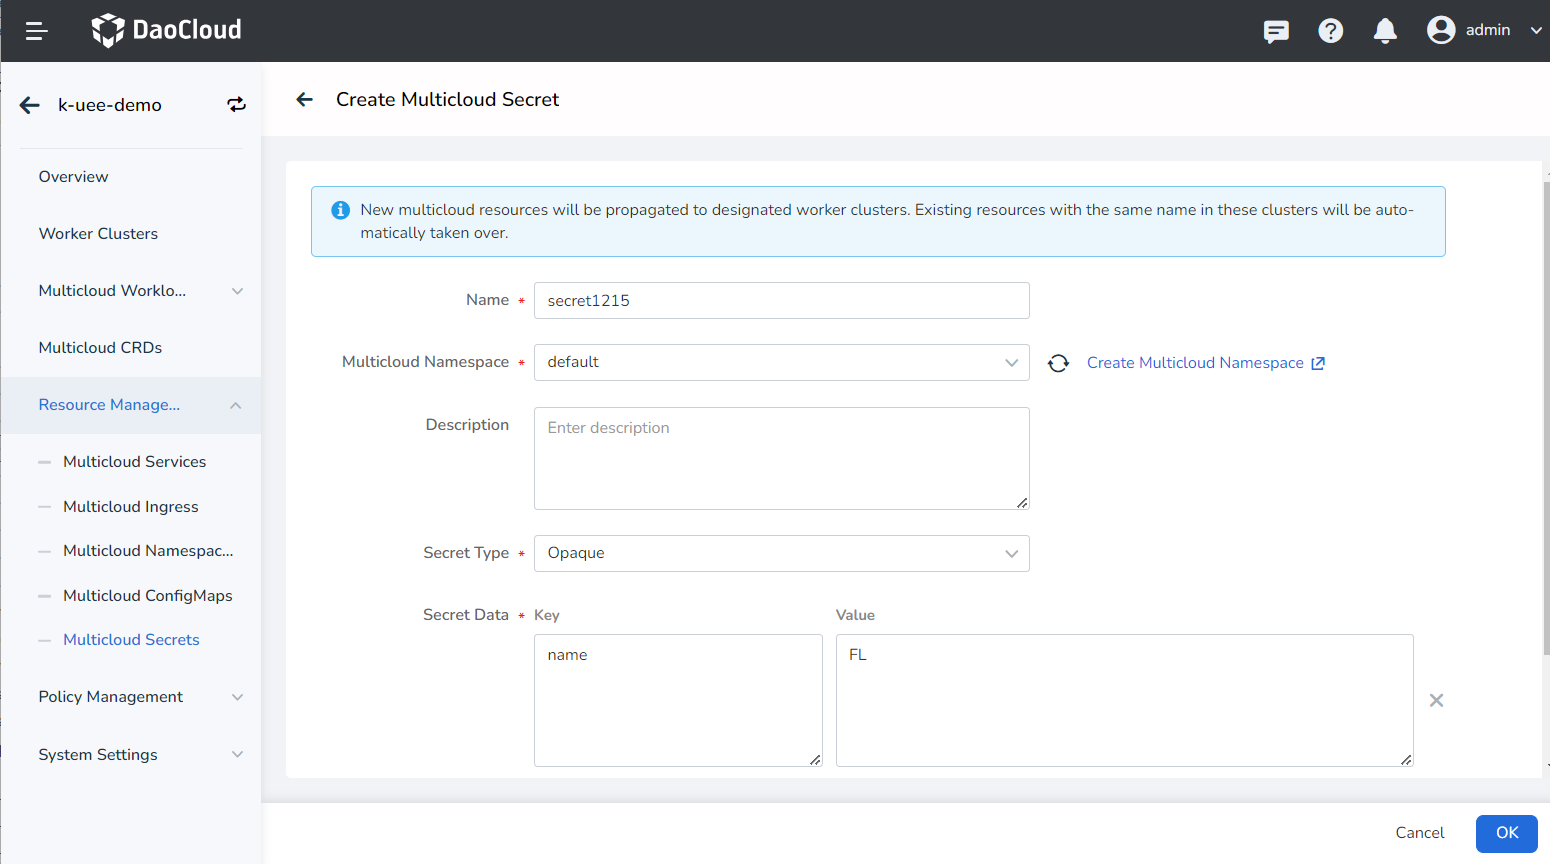 DaoCloud
admin
k-uee-demo
Create Multicloud Secret
Overview
Worker Clusters
Multicloud Worklo...
Multicloud CRDs
Resource Manage...
Multicloud Services
Multicloud Ingress
Multicloud Namespac...
Multicloud ConfigMaps
Multicloud Secrets
Policy Management
System Settings
New multicloud resources will be propagated to designated worker clusters. Existing resources with the same name in these clusters will be auto-
matically taken over.
Name * secret1215
Multicloud Namespace * default Create Multicloud Namespace
Description Enter description
Secret Type * Opaque
Secret Data * Key Value
name FL
Cancel OK